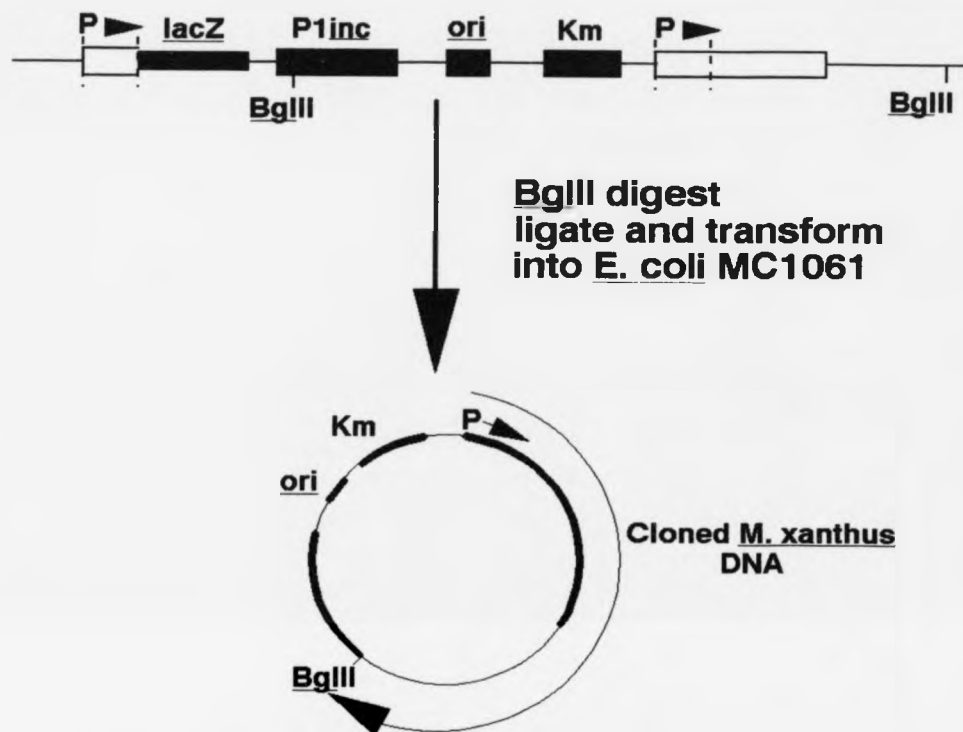 P lacZ P1inc ori Km P
BglII BglII
BglII digest
ligate and transform
into E. coli MC1061
Km P
ori
Cloned M. xanthus
DNA
BglII